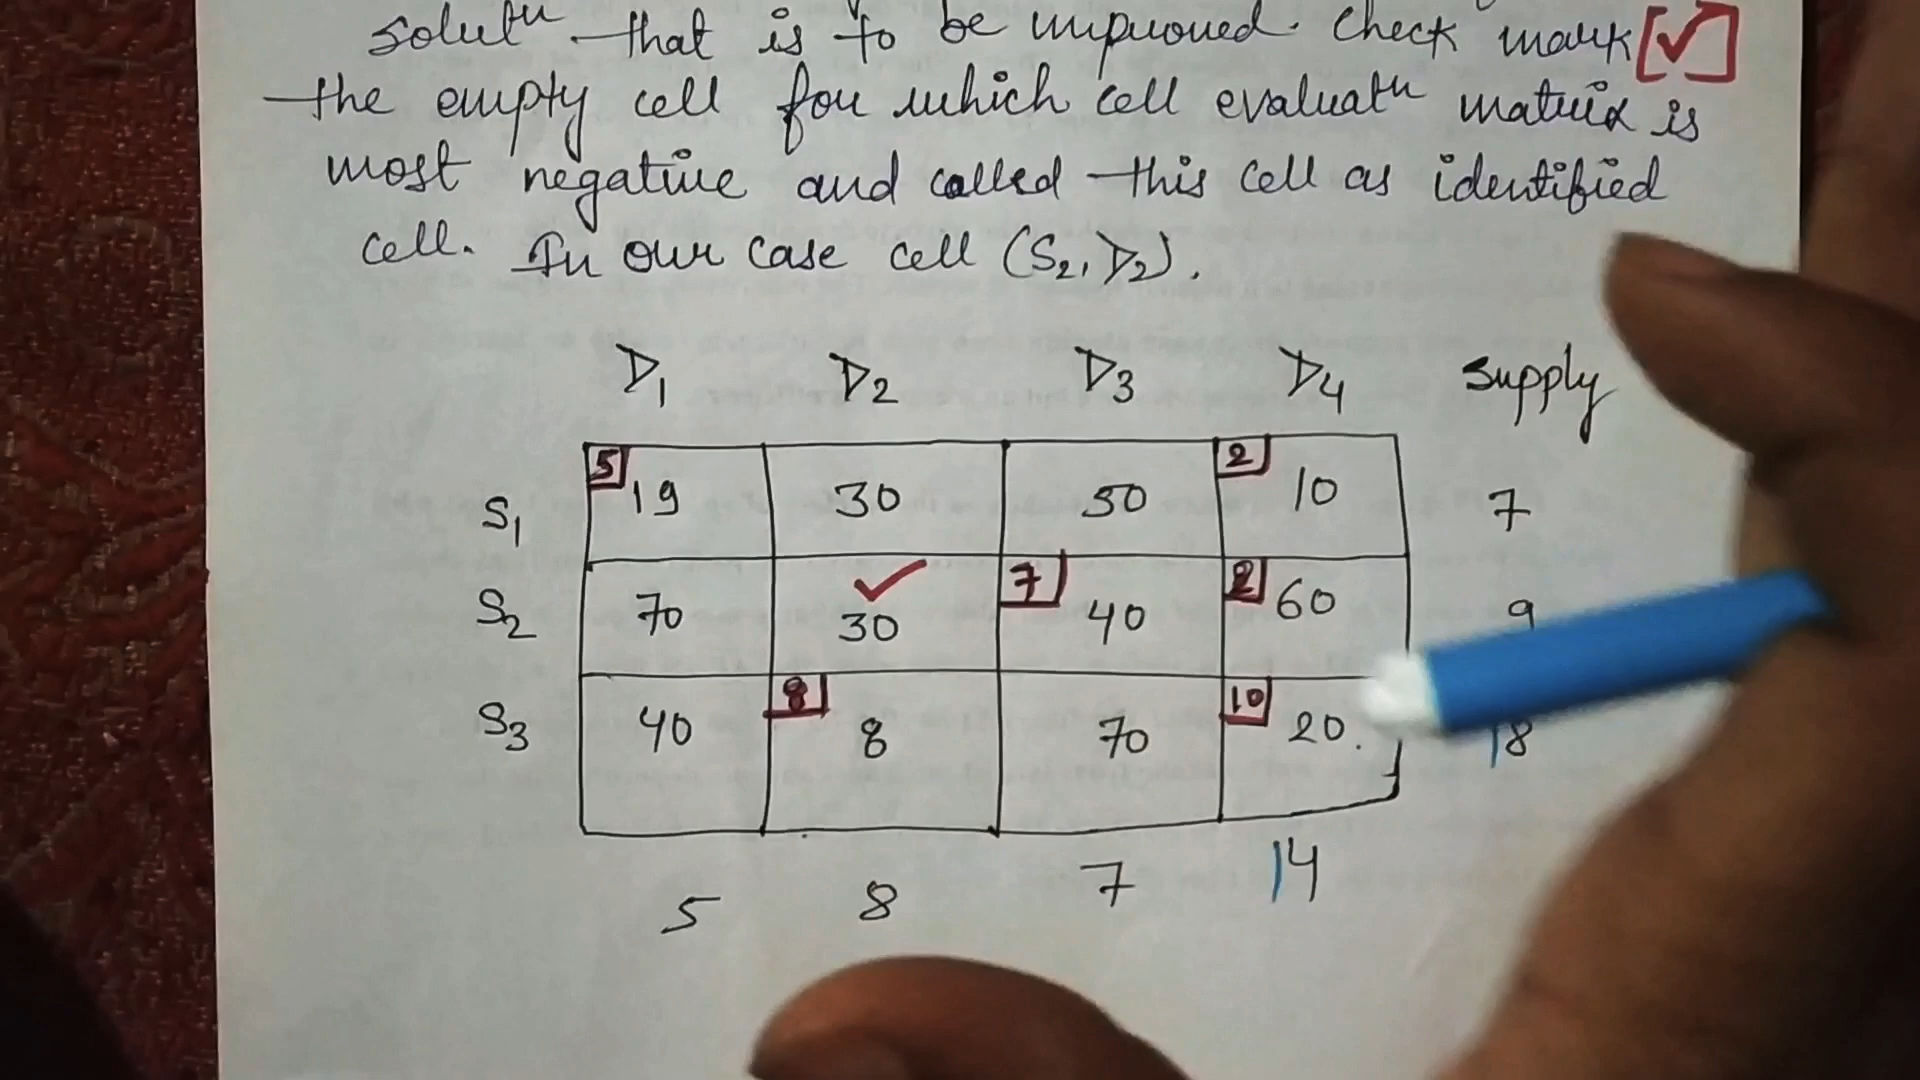 solutn that is to be improved. Check mark [✓]
the empty cell for which cell evaluatn matrix is
most negative and called this cell as identified
cell. In our case cell (S2, D2).
D1 D2 D3 D4 Supply
S1 5 19 30 50 2 10 7
S2 70 ✓ 30 7 40 2 60 9
S3 40 8 8 70 10 20. 18
5 8 7 14